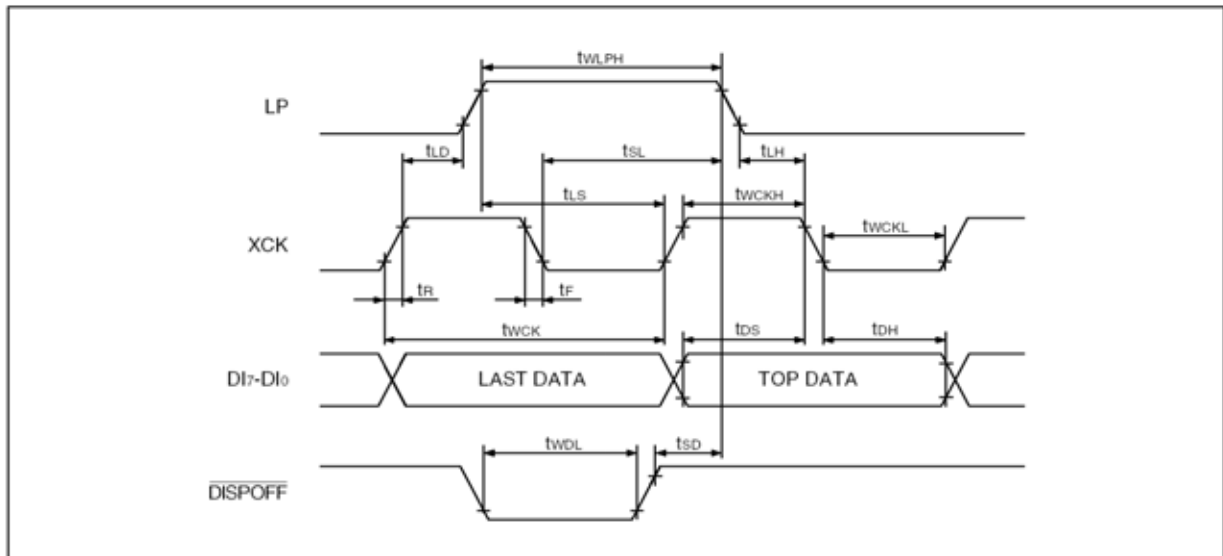 tWLPH
LP
tLD
tSL
tLH
tLS
tWCKH
XCK
tWCKL
tR
tF
tWCK
tDS
tDH
DI7-DI0
LAST DATA
TOP DATA
tWDL
tSD
DISPOFF